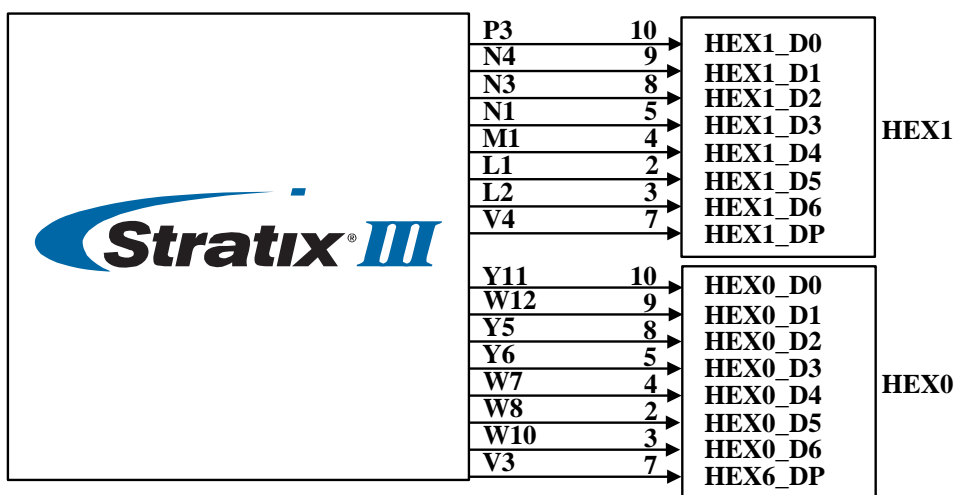 P3 10 HEX1_D0
N4 9 HEX1_D1
N3 8 HEX1_D2
N1 5 HEX1_D3
M1 4 HEX1_D4
L1 2 HEX1_D5
L2 3 HEX1_D6
V4 7 HEX1_DP
HEX1
Stratix® III
Y11 10 HEX0_D0
W12 9 HEX0_D1
Y5 8 HEX0_D2
Y6 5 HEX0_D3
W7 4 HEX0_D4
W8 2 HEX0_D5
W10 3 HEX0_D6
V3 7 HEX6_DP
HEX0